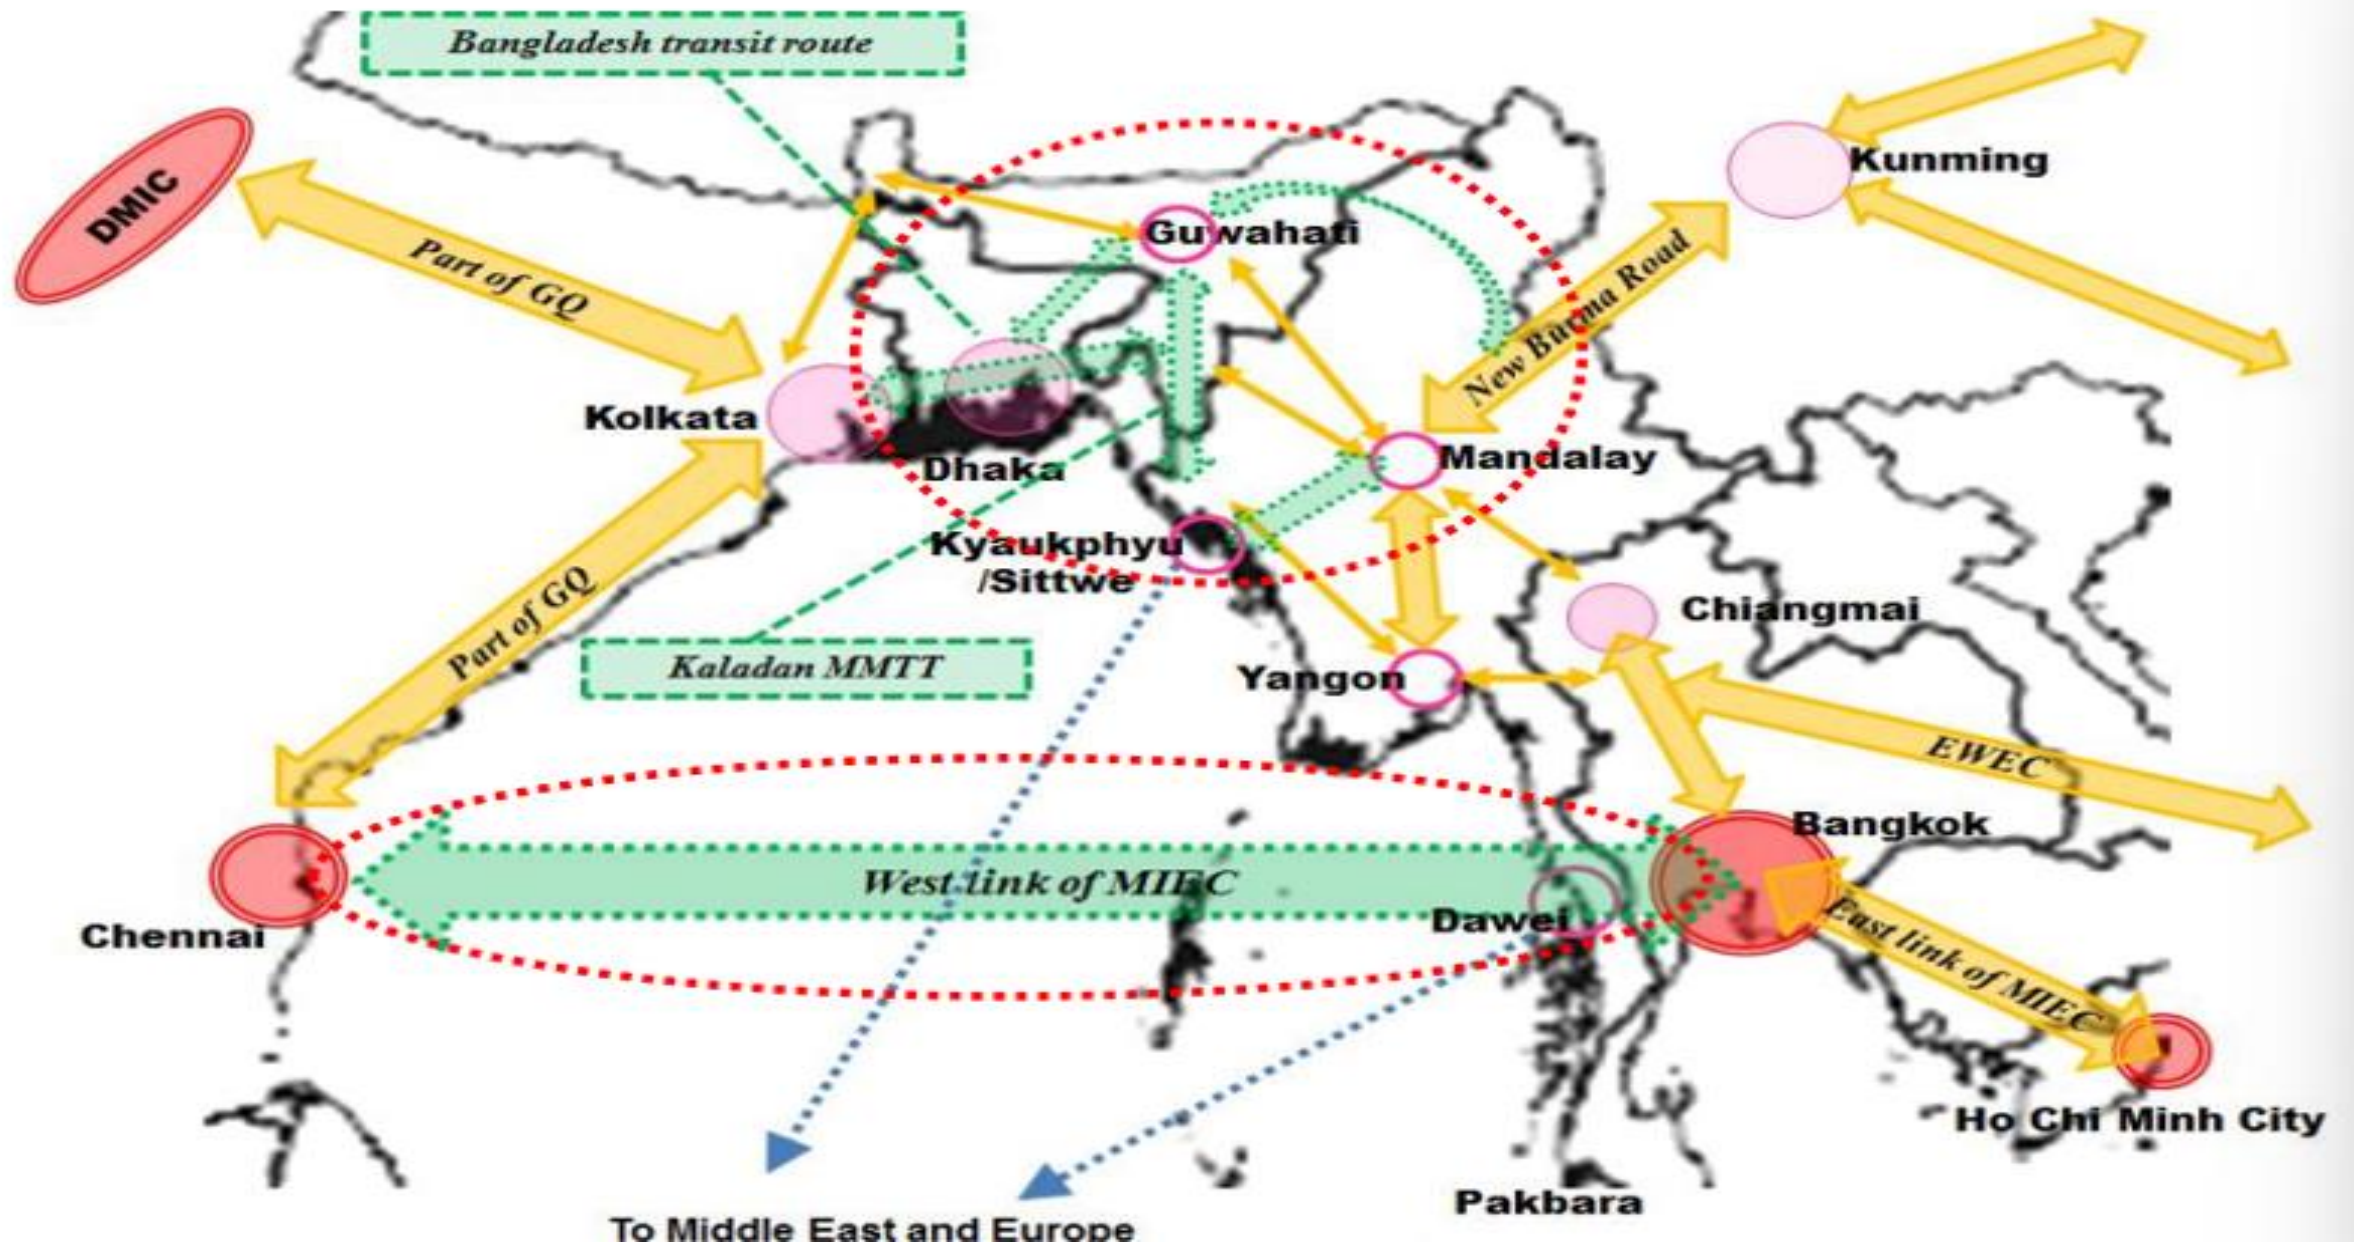 Bangladesh transit route
DMIC
Part of GQ
Kunming
Guwahati
New Burma Road
Kolkata
Dhaka
Mandalay
Kyaukphyu
/Sittwe
Part of GQ
Chiangmai
Kaladan MMTT
Yangon
EWEC
Bangkok
West link of MIEC
Dawei
Chennai
East link of MIEC
Ho Chi Minh City
Pakbara
To Middle East and Europe